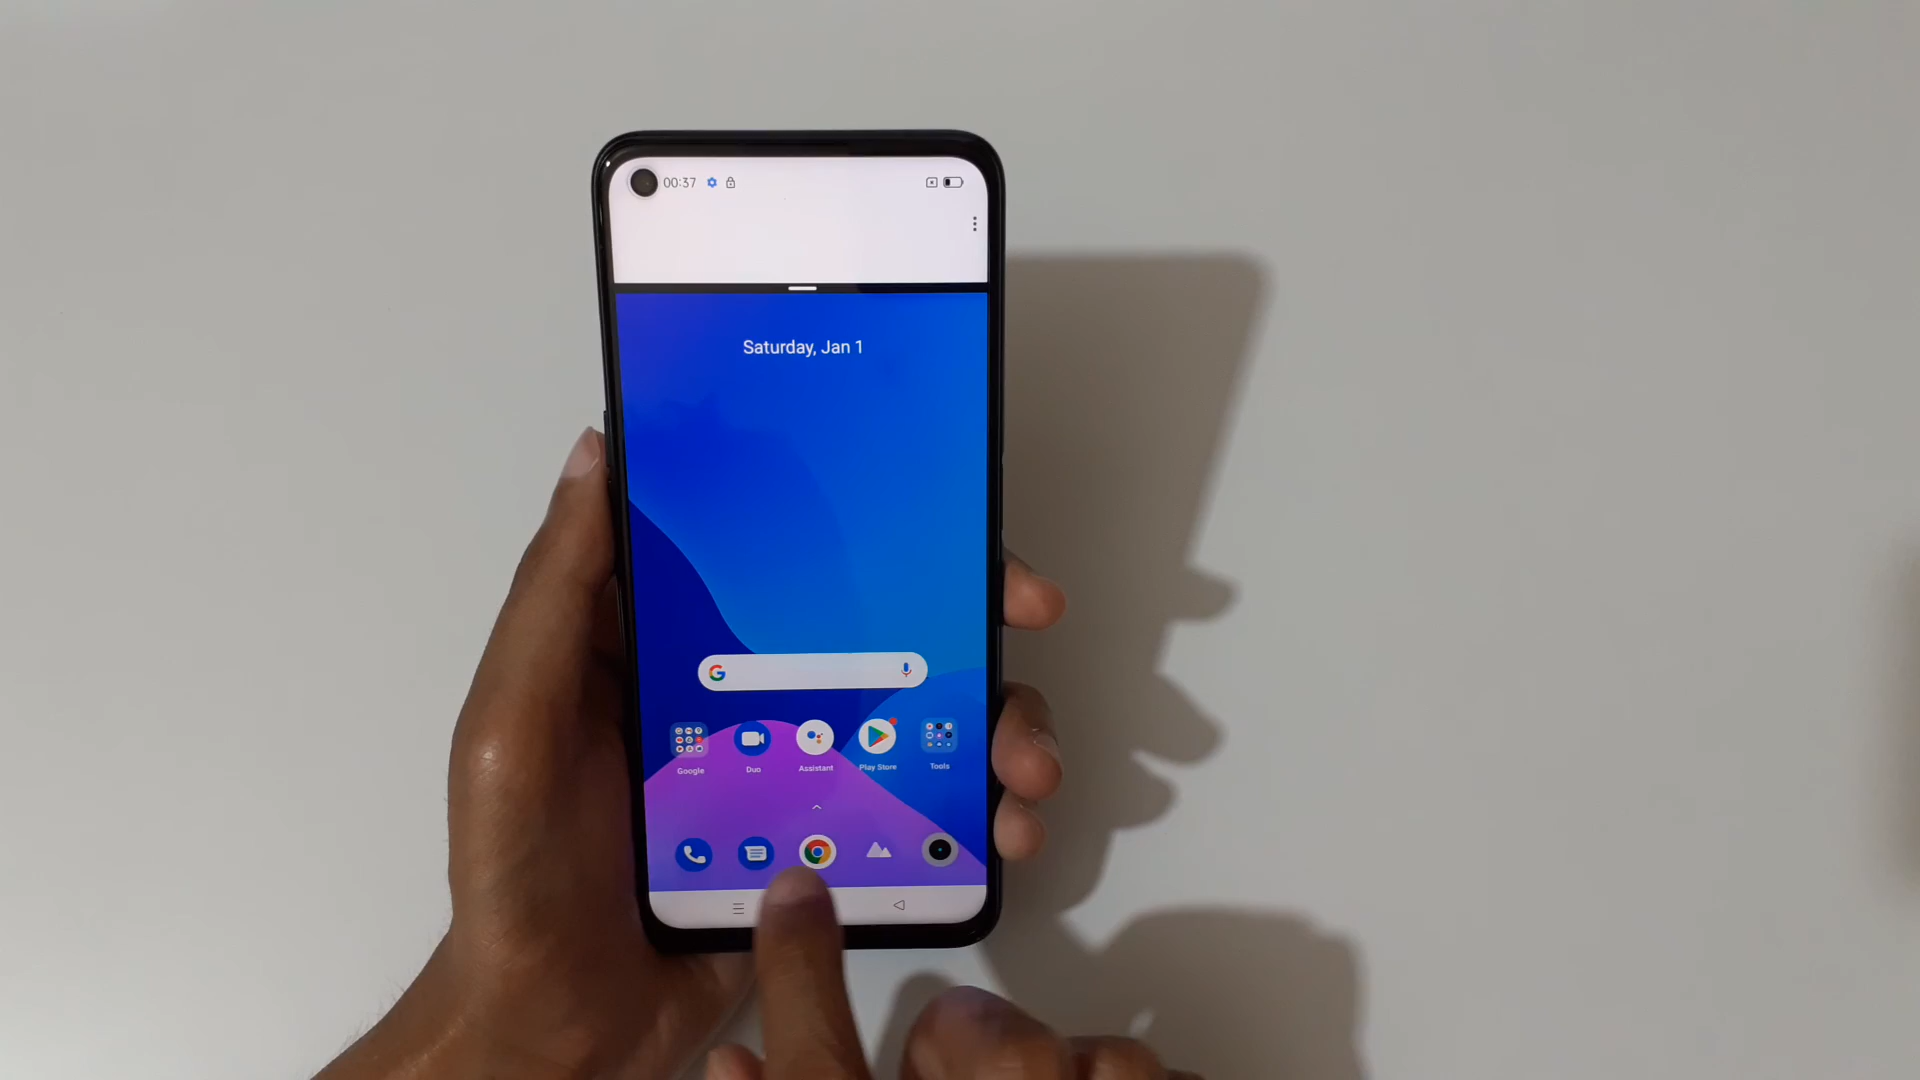 00:37
Saturday, Jan 1
G
Google
Duo
Assistant
Play Store
Tools